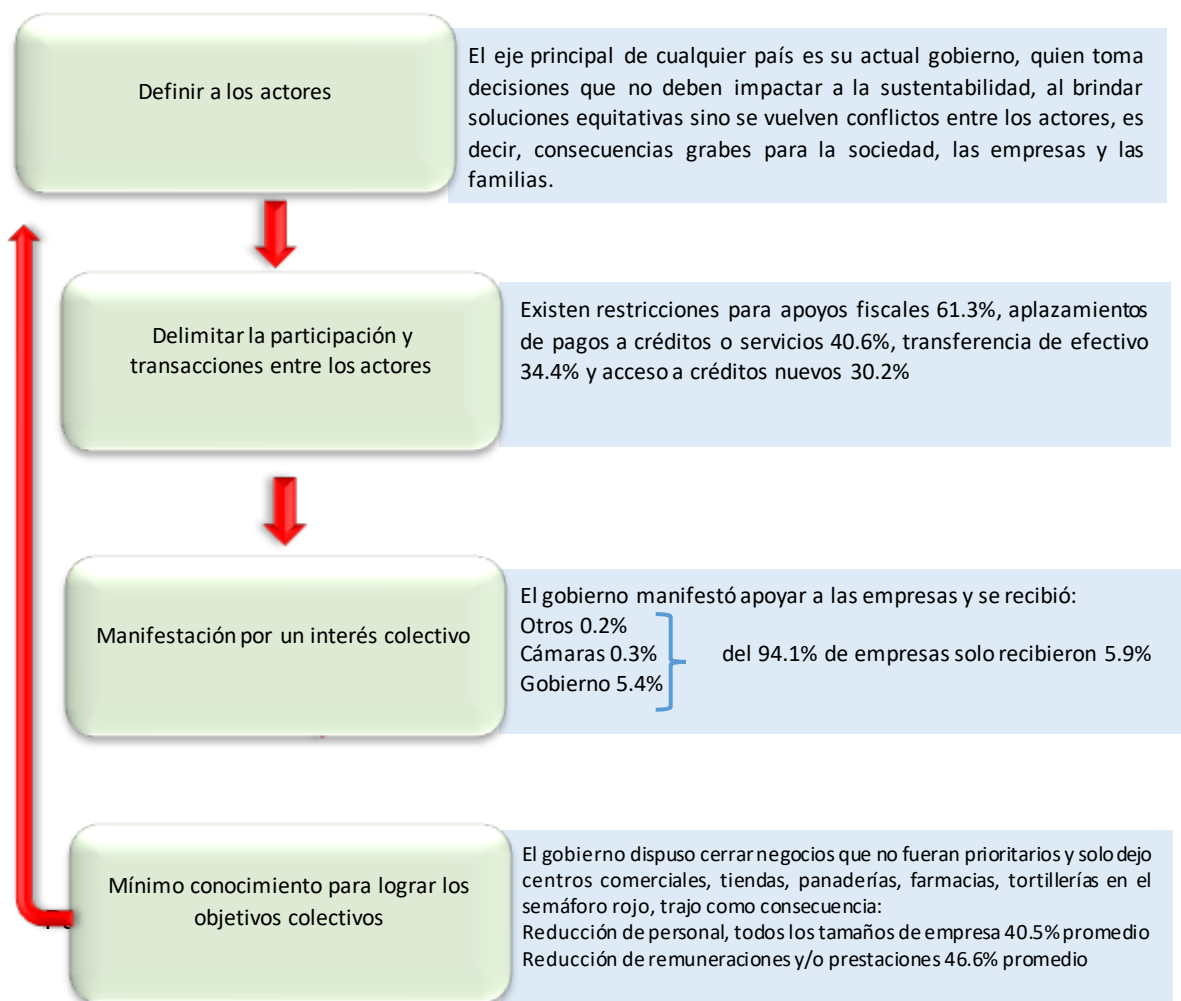 Definir a los actores
El eje principal de cualquier país es su actual gobierno, quien toma
decisiones que no deben impactar a la sustentabilidad, al brindar
soluciones equitativas sino se vuelven conflictos entre los actores, es
decir, consecuencias grabes para la sociedad, las empresas y las
familias.
Delimitar la participación y
transacciones entre los actores
Existen restricciones para apoyos fiscales 61.3%, aplazamientos
de pagos a créditos o servicios 40.6%, transferencia de efectivo
34.4% y acceso a créditos nuevos 30.2%
Manifestación por un interés colectivo
El gobierno manifestó apoyar a las empresas y se recibió:
Otros 0.2%
Cámaras 0.3% del 94.1% de empresas solo recibieron 5.9%
Gobierno 5.4%
Mínimo conocimiento para lograr los
objetivos colectivos
El gobierno dispuso cerrar negocios que no fueran prioritarios y solo dejo
centros comerciales, tiendas, panaderías, farmacias, tortillerías en el
semáforo rojo, trajo como consecuencia:
Reducción de personal, todos los tamaños de empresa 40.5% promedio
Reducción de remuneraciones y/o prestaciones 46.6% promedio